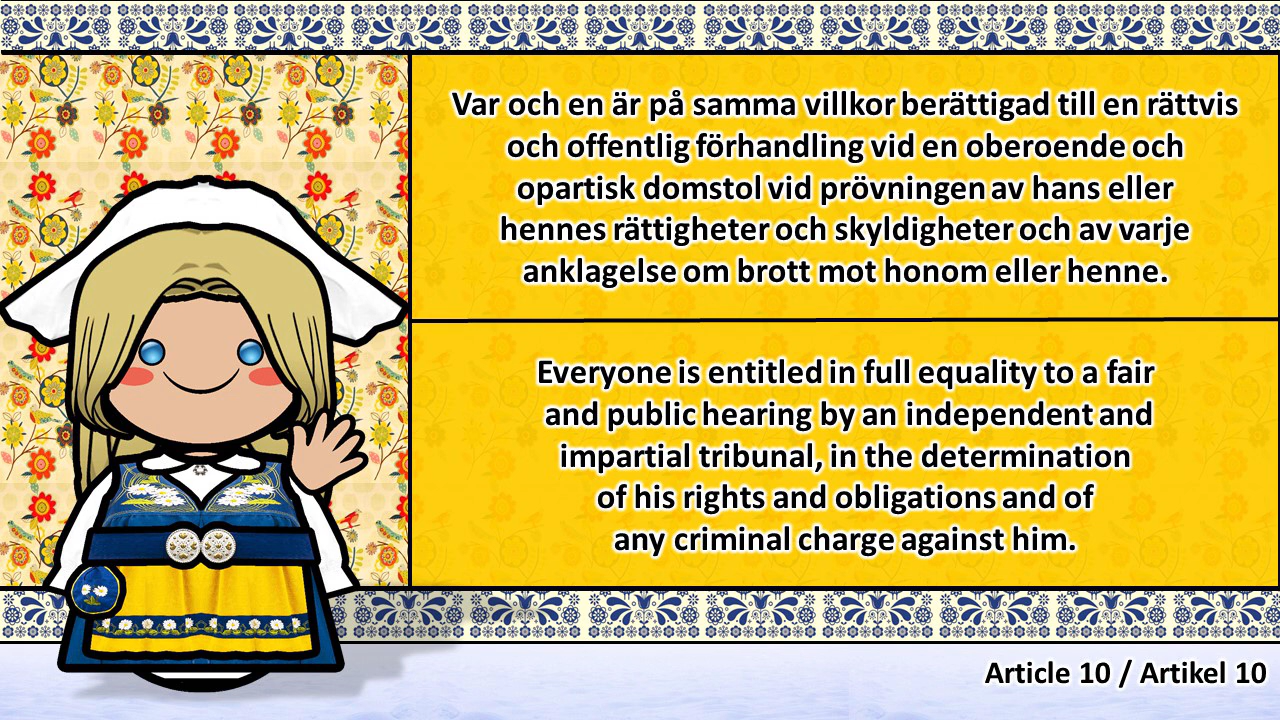 Var och en är på samma villkor berättigad till en rättvis
och offentlig förhandling vid en oberoende och
opartisk domstol vid prövningen av hans eller
hennes rättigheter och skyldigheter och av varje
anklagelse om brott mot honom eller henne.
Everyone is entitled in full equality to a fair
and public hearing by an independent and
impartial tribunal, in the determination
of his rights and obligations and of
any criminal charge against him.
Article 10 / Artikel 10